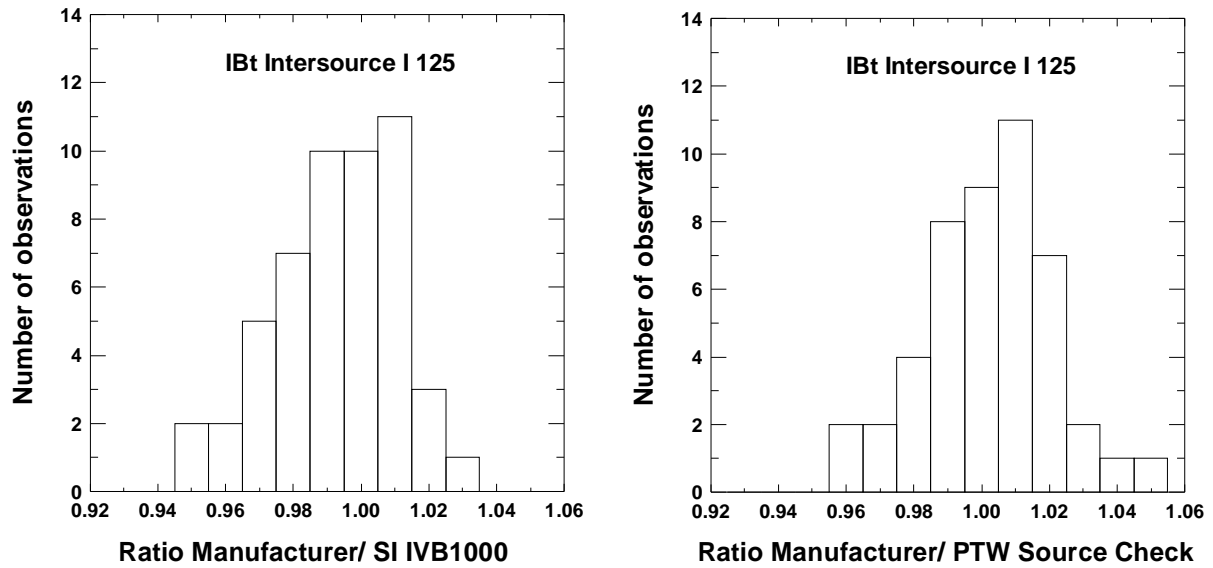 14
12
10
8
6
4
2
0
Number of observations
IBt Intersource I 125
0.92 0.94 0.96 0.98 1.00 1.02 1.04 1.06
Ratio Manufacturer/ SI IVB1000
14
12
10
8
6
4
2
0
Number of observations
IBt Intersource I 125
0.92 0.94 0.96 0.98 1.00 1.02 1.04 1.06
Ratio Manufacturer/ PTW Source Check